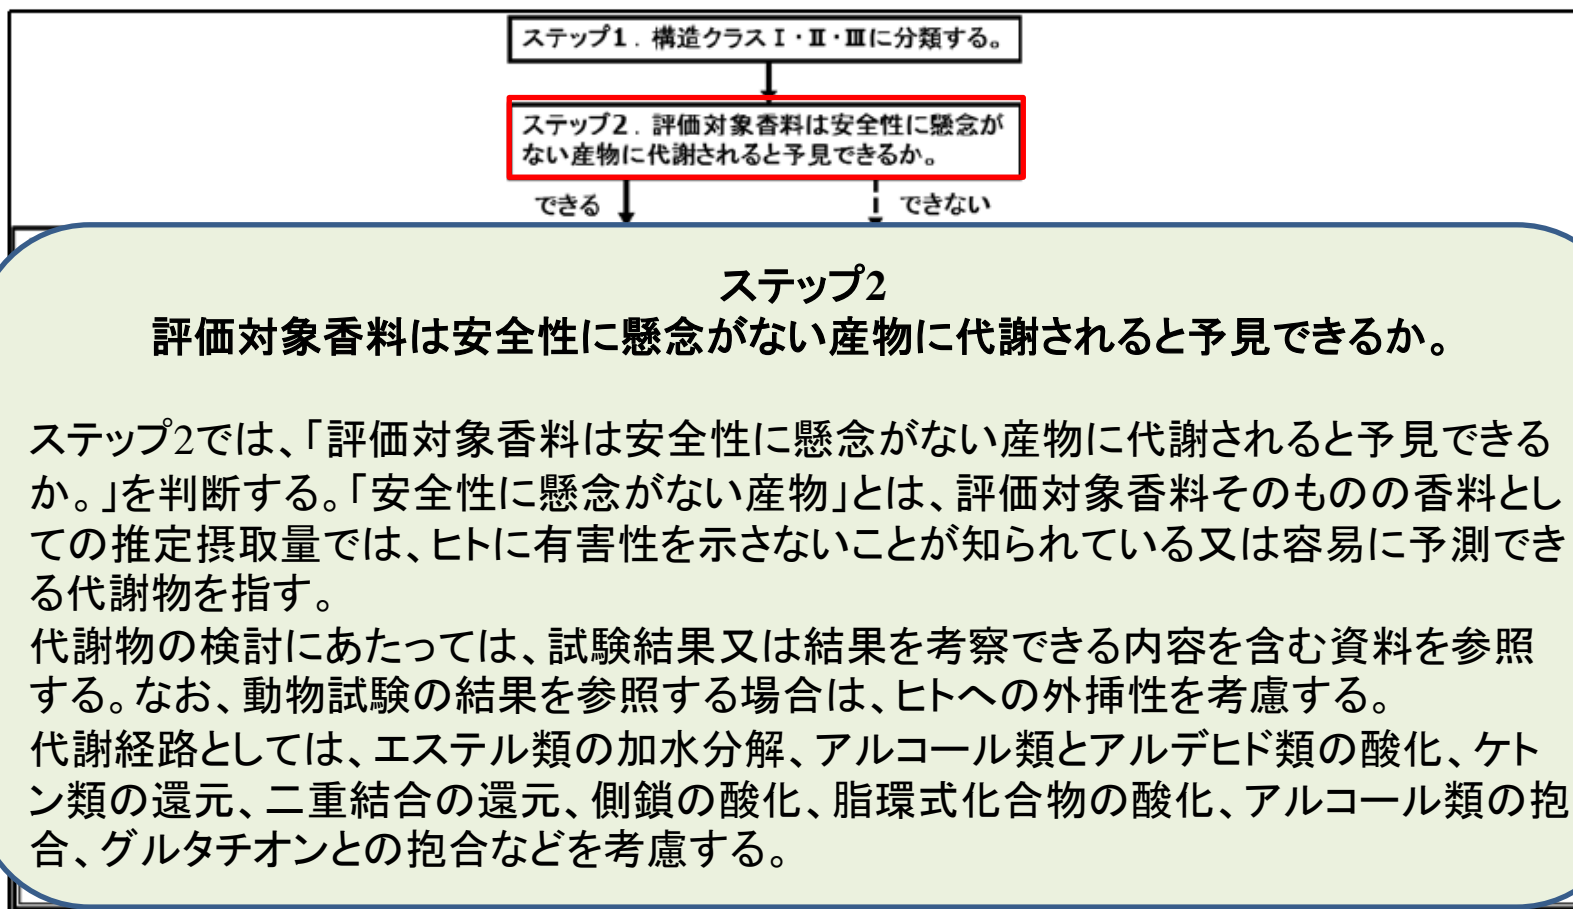 ステップ1．構造クラスⅠ・Ⅱ・Ⅲに分類する。
ステップ2．評価対象香料は安全性に懸念が
ない産物に代謝されると予見できるか。
できる
できない
ステップ2
評価対象香料は安全性に懸念がない産物に代謝されると予見できるか。
ステップ2では、「評価対象香料は安全性に懸念がない産物に代謝されると予見できる
か。」を判断する。「安全性に懸念がない産物」とは、評価対象香料そのものの香料とし
ての推定摂取量では、ヒトに有害性を示さないことが知られている又は容易に予測でき
る代謝物を指す。
代謝物の検討にあたっては、試験結果又は結果を考察できる内容を含む資料を参照
する。なお、動物試験の結果を参照する場合は、ヒトへの外挿性を考慮する。
代謝経路としては、エステル類の加水分解、アルコール類とアルデヒド類の酸化、ケト
ン類の還元、二重結合の還元、側鎖の酸化、脂環式化合物の酸化、アルコール類の抱
合、グルタチオンとの抱合などを考慮する。